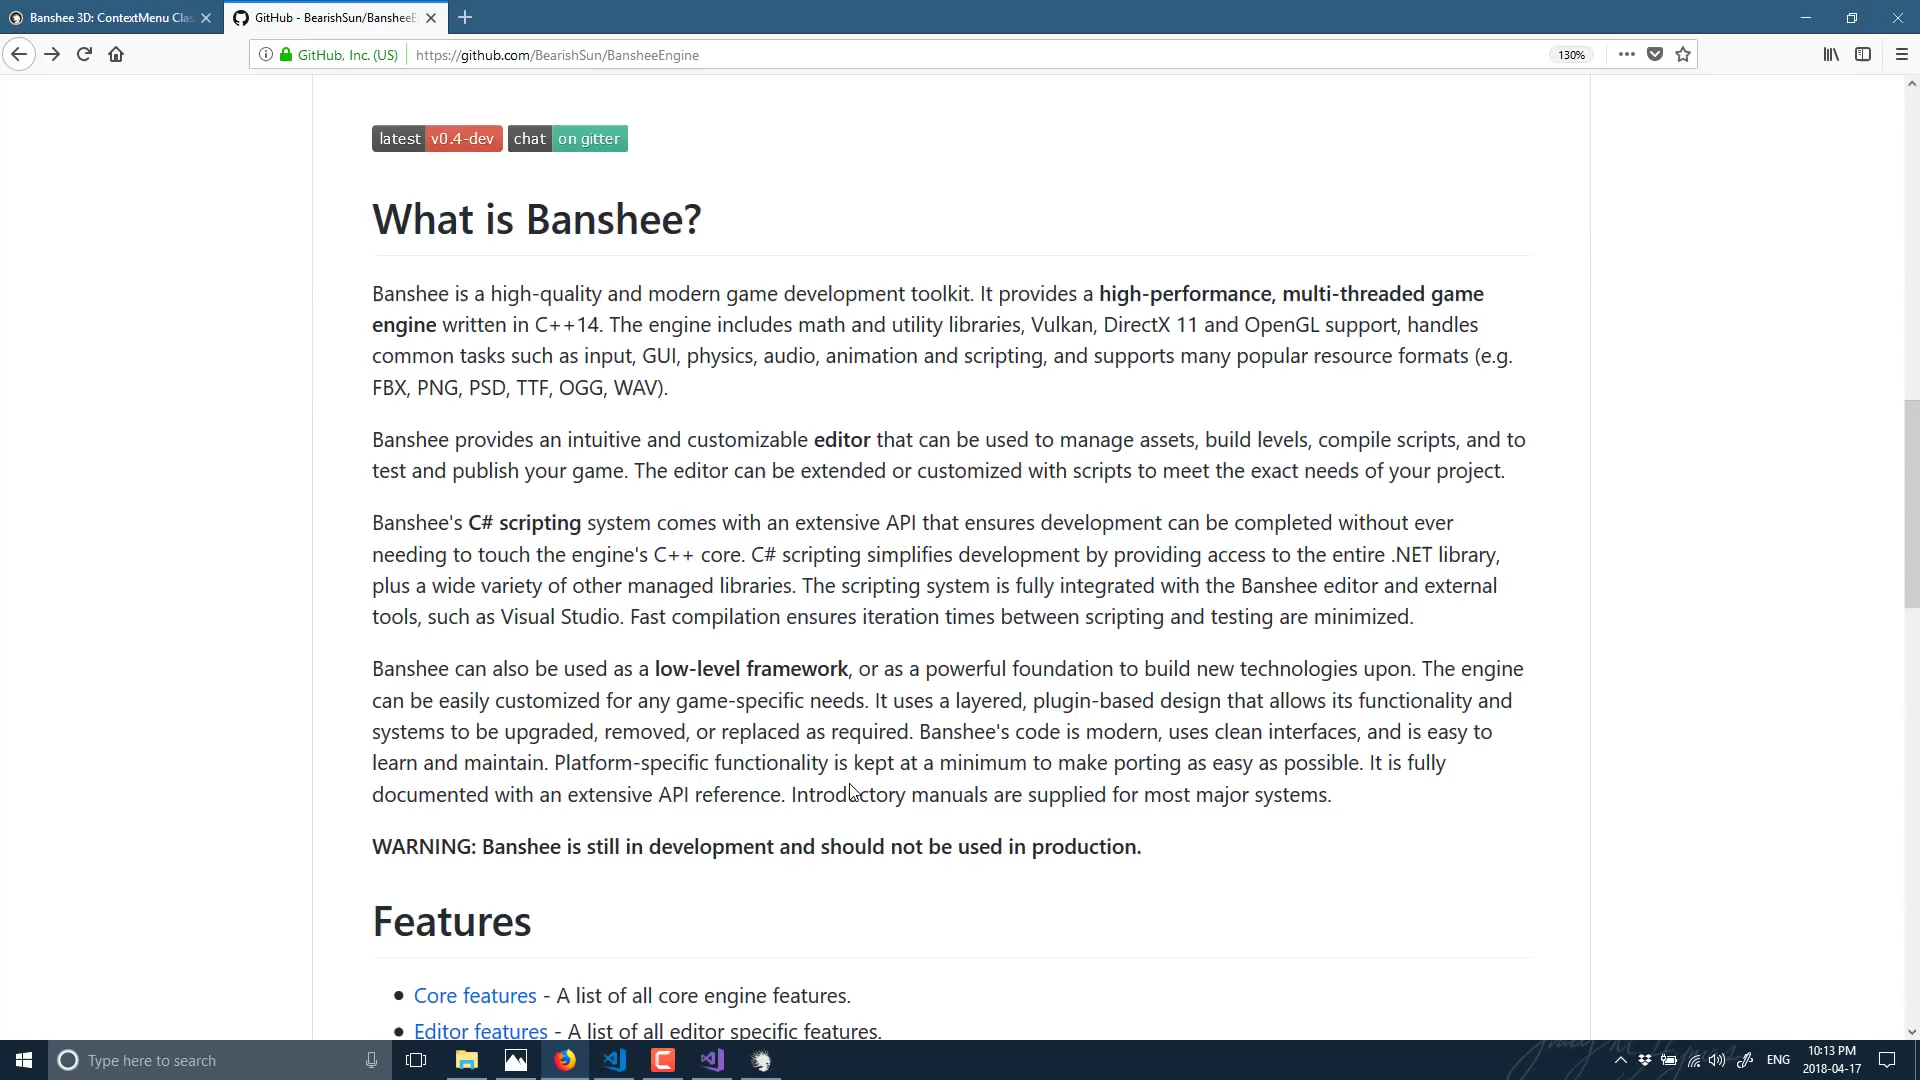 Banshee 3D: ContextMenu Clas
GitHub - BearishSun/BansheeE
GitHub, Inc. (US)
https://github.com/BearishSun/BansheeEngine
130%
latest v0.4-dev chat on gitter
What is Banshee?
Banshee is a high-quality and modern game development toolkit. It provides a high-performance, multi-threaded game
engine written in C++14. The engine includes math and utility libraries, Vulkan, DirectX 11 and OpenGL support, handles
common tasks such as input, GUI, physics, audio, animation and scripting, and supports many popular resource formats (e.g.
FBX, PNG, PSD, TTF, OGG, WAV).
Banshee provides an intuitive and customizable editor that can be used to manage assets, build levels, compile scripts, and to
test and publish your game. The editor can be extended or customized with scripts to meet the exact needs of your project.
Banshee's C# scripting system comes with an extensive API that ensures development can be completed without ever
needing to touch the engine's C++ core. C# scripting simplifies development by providing access to the entire .NET library,
plus a wide variety of other managed libraries. The scripting system is fully integrated with the Banshee editor and external
tools, such as Visual Studio. Fast compilation ensures iteration times between scripting and testing are minimized.
Banshee can also be used as a low-level framework, or as a powerful foundation to build new technologies upon. The engine
can be easily customized for any game-specific needs. It uses a layered, plugin-based design that allows its functionality and
systems to be upgraded, removed, or replaced as required. Banshee's code is modern, uses clean interfaces, and is easy to
learn and maintain. Platform-specific functionality is kept at a minimum to make porting as easy as possible. It is fully
documented with an extensive API reference. Introductory manuals are supplied for most major systems.
WARNING: Banshee is still in development and should not be used in production.
Features
Core features - A list of all core engine features.
Editor features - A list of all editor specific features.
Type here to search
ENG
10:13 PM
2018-04-17